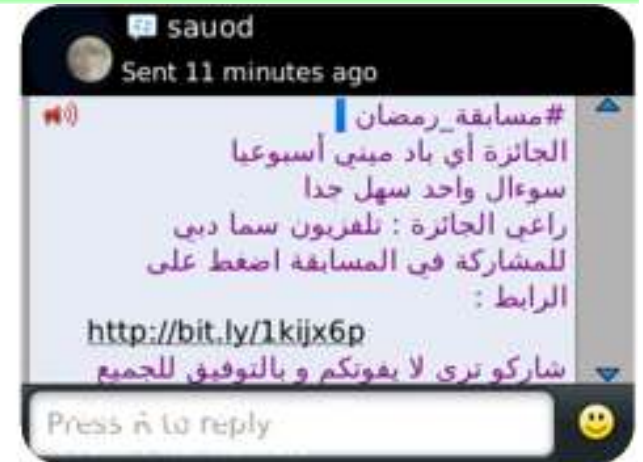 sauod
Sent 11 minutes ago
#مسابقة_رمضان
الجائزة أي باد ميني أسبوعيا
سوءال واحد سهل جدا
راعي الجائزة : تلفزيون سما دبي
للمشاركة في المسابقة اضغط على
الرابط :
http://bit.ly/1kijx6p
شاركو ترى لا يفوتكم و بالتوفيق للجميع
Press to reply